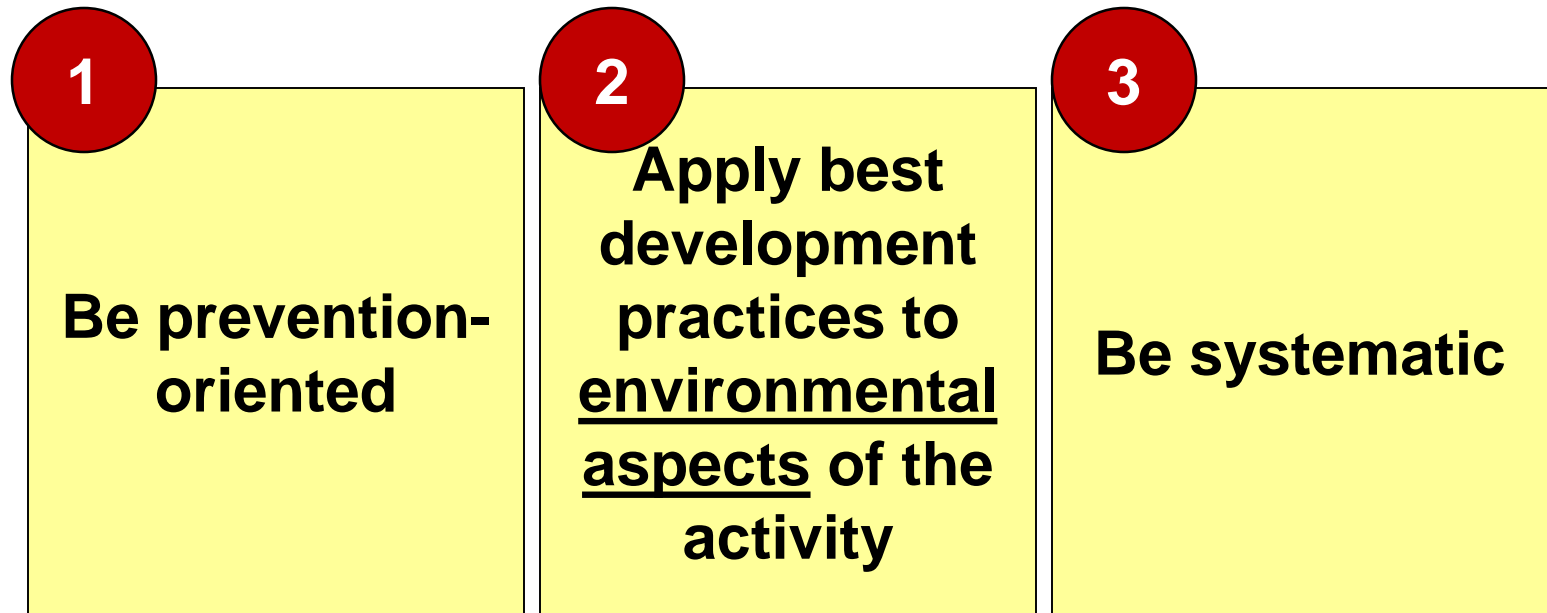 1
Be prevention-
oriented
2
Apply best
development
practices to
environmental
aspects of the
activity
3
Be systematic